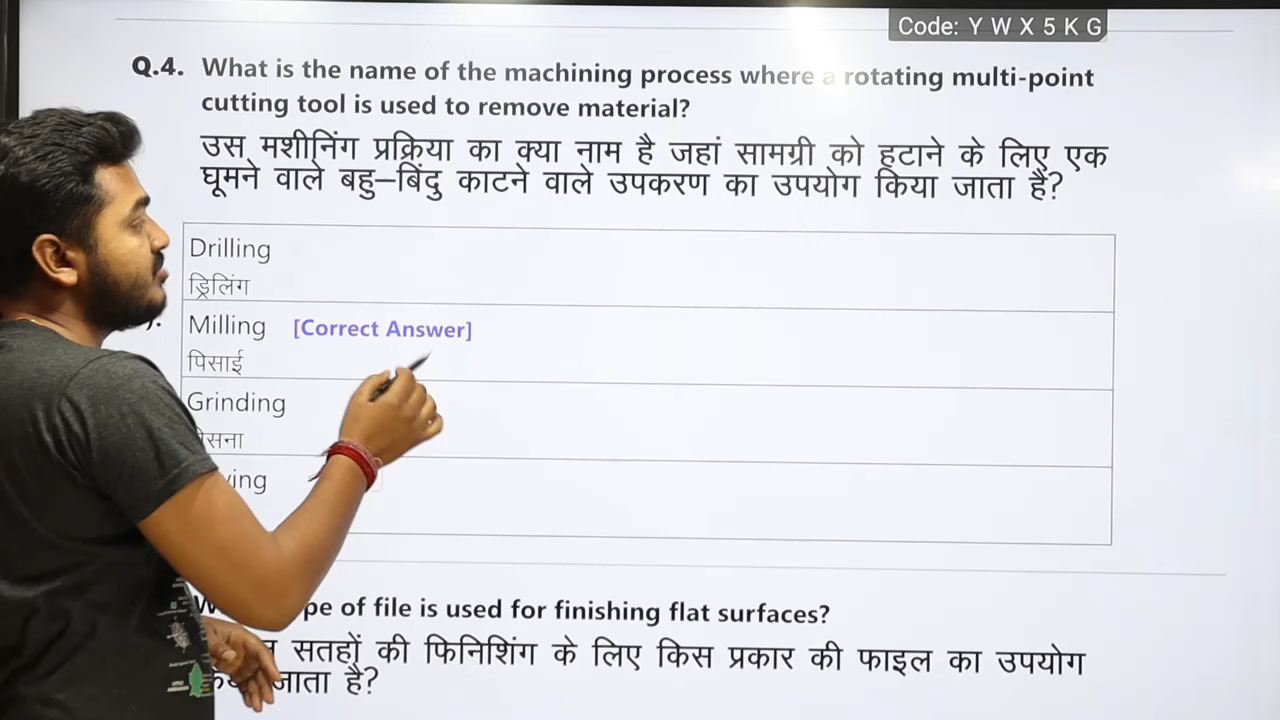 Code: Y W X 5 K G
Q.4. What is the name of the machining process where a rotating multi-point
cutting tool is used to remove material?
उस मशीनिंग प्रक्रिया का क्या नाम है जहां सामग्री को हटाने के लिए एक
घूमने वाले बहु–बिंदु काटने वाले उपकरण का उपयोग किया जाता है?
Drilling
ड्रिलिंग
Milling [Correct Answer]
पिसाई
Grinding
of file is used for finishing flat surfaces?
सतहों की फिनिशिंग के लिए किस प्रकार की फाइल का उपयोग
जाता है?